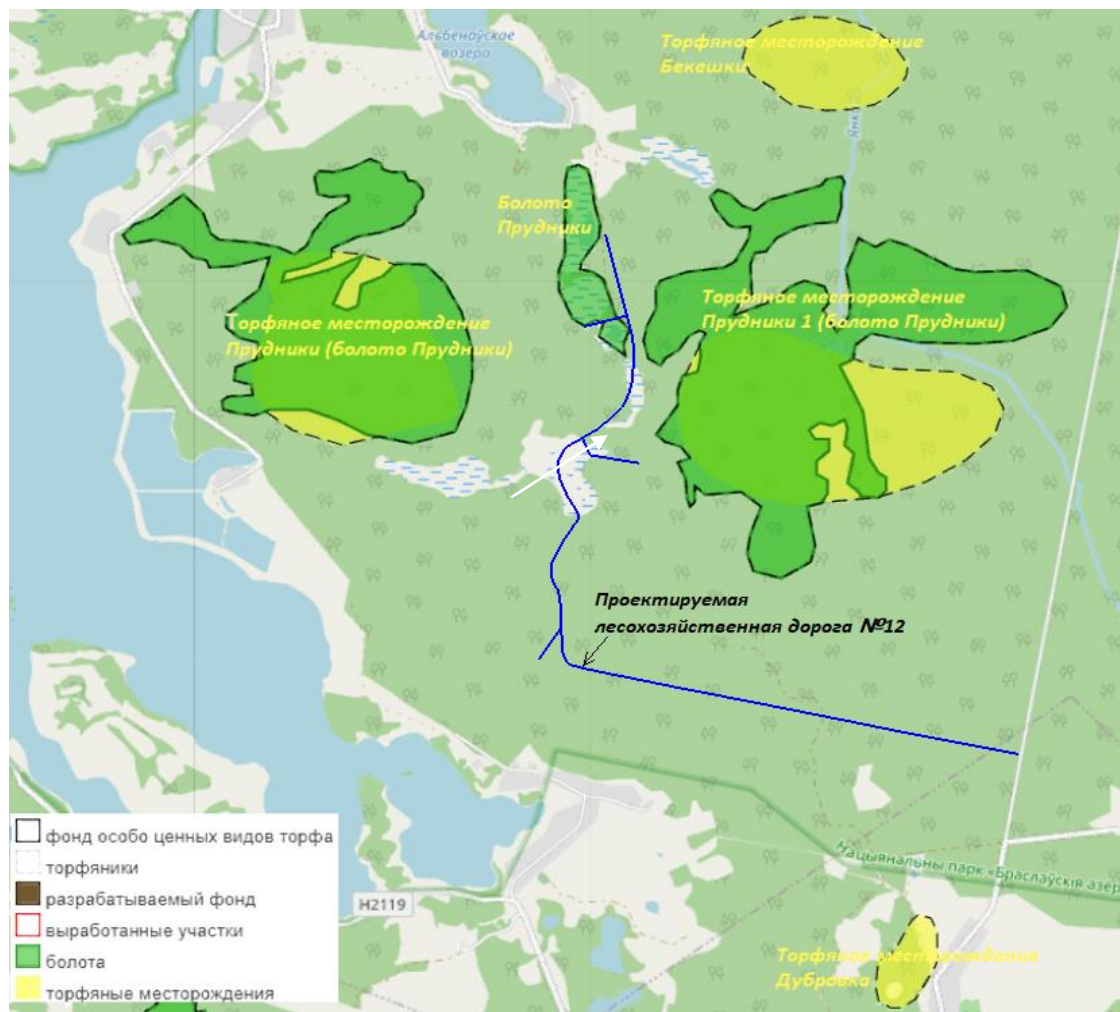 Альбенаўскае
возера
Торфяное месторождение
Бекешки
Янка
Болото
Прудники
Торфяное месторождение
Прудники (болото Прудники)
Торфяное месторождение
Прудники 1 (болото Прудники)
Проектируемая
лесохозяйственная дорога №12
фонд особо ценных видов торфа
торфяники
разрабатываемый фонд
выработанные участки
болота
торфяные месторождения
H2119
Нацыянальны парк «Браслаўскія азёр
Торфяное месторождение
Дубровка